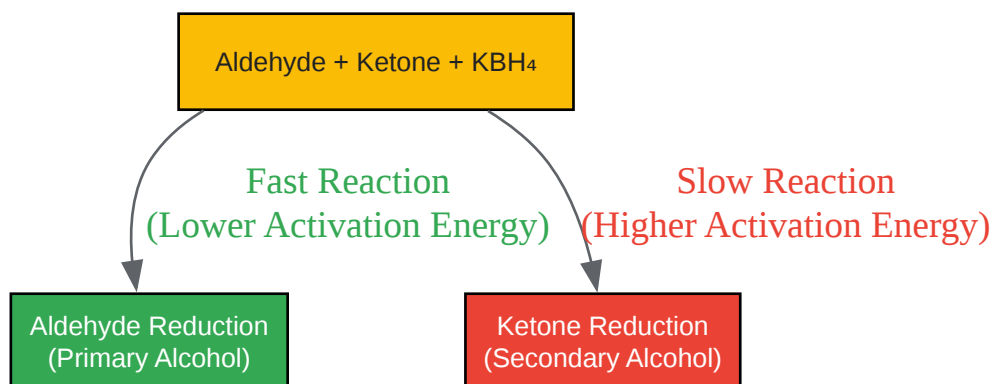 Aldehyde + Ketone + KBH₄
Fast Reaction
(Lower Activation Energy)
Slow Reaction
(Higher Activation Energy)
Aldehyde Reduction
(Primary Alcohol)
Ketone Reduction
(Secondary Alcohol)